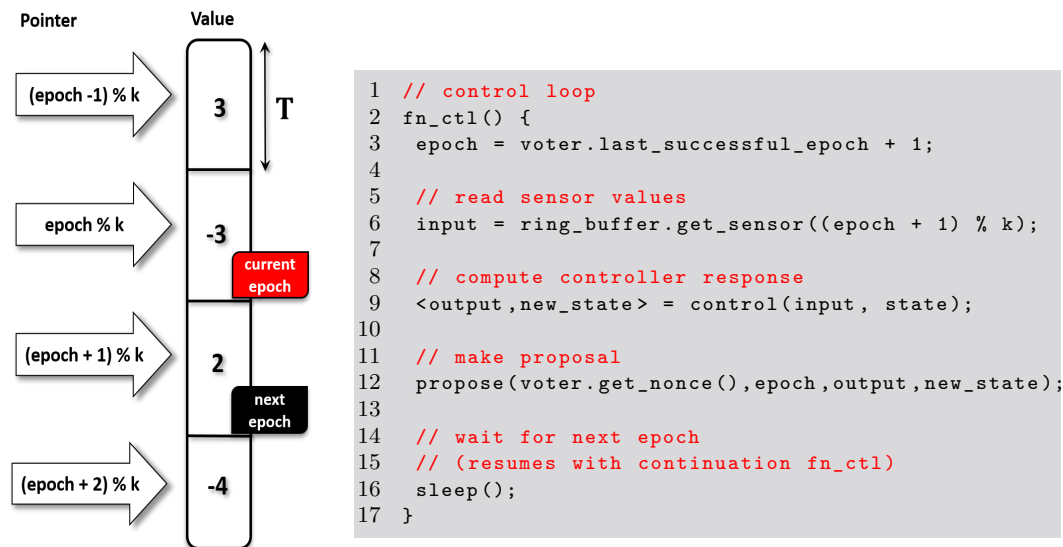 Pointer
Value
(epoch -1) % k
3
T
epoch % k
-3
current
epoch
(epoch + 1) % k
2
next
epoch
(epoch + 2) % k
-4
1 // control loop
2 fn_ctl() {
3 epoch = voter.last_successful_epoch + 1;
4
5 // read sensor values
6 input = ring_buffer.get_sensor((epoch + 1) % k);
7
8 // compute controller response
9 <output,new_state> = control(input, state);
10
11 // make proposal
12 propose(voter.get_nonce(),epoch,output,new_state);
13
14 // wait for next epoch
15 // (resumes with continuation fn_ctl)
16 sleep();
17 }